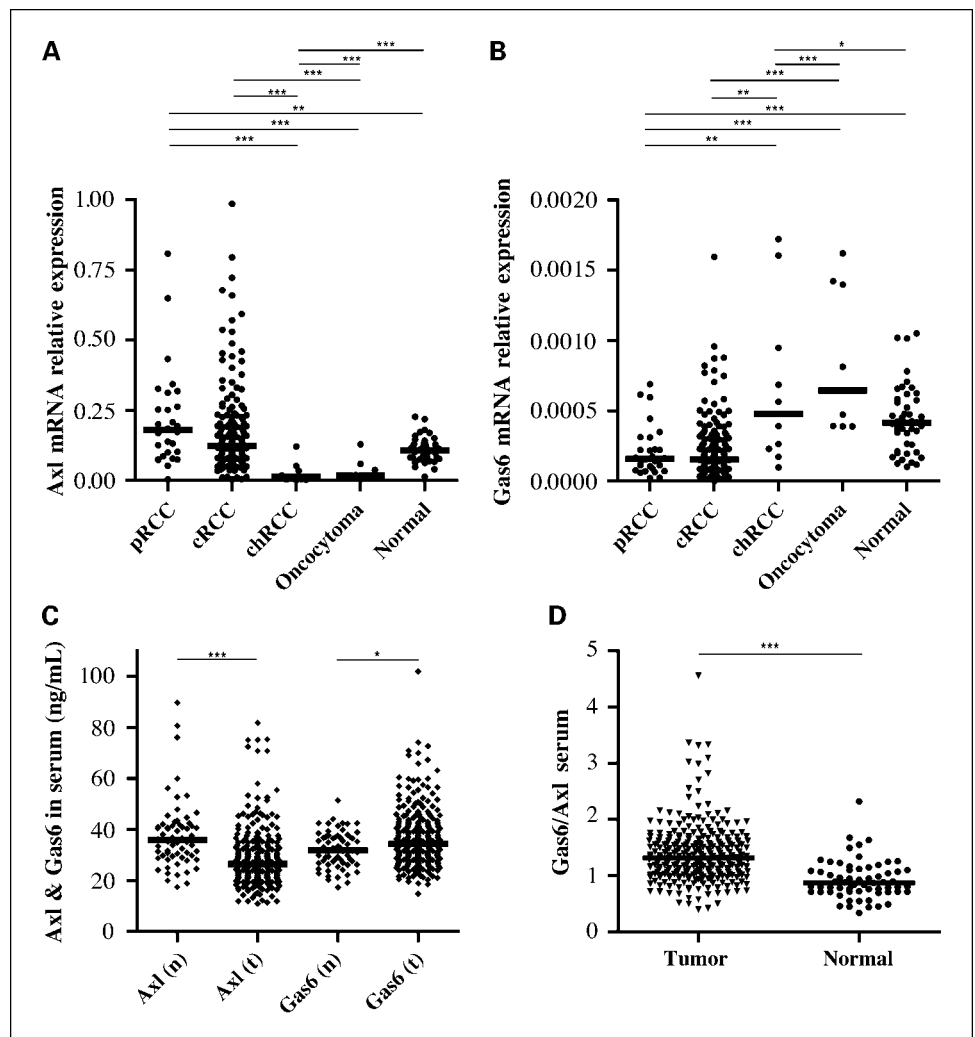 A
***
***
***
***
**
***
***
Axl mRNA relative expression
1.00
0.75
0.50
0.25
0.00
pRCC
cRCC
chRCC
Oncocytoma
Normal
B
*
***
***
**
***
***
**
Gas6 mRNA relative expression
0.0020
0.0015
0.0010
0.0005
0.0000
pRCC
cRCC
chRCC
Oncocytoma
Normal
C
***
*
Axl & Gas6 in serum (ng/mL)
100
80
60
40
20
0
Axl (n)
Axl (t)
Gas6 (n)
Gas6 (t)
D
***
Gas6/Axl serum
5
4
3
2
1
0
Tumor
Normal